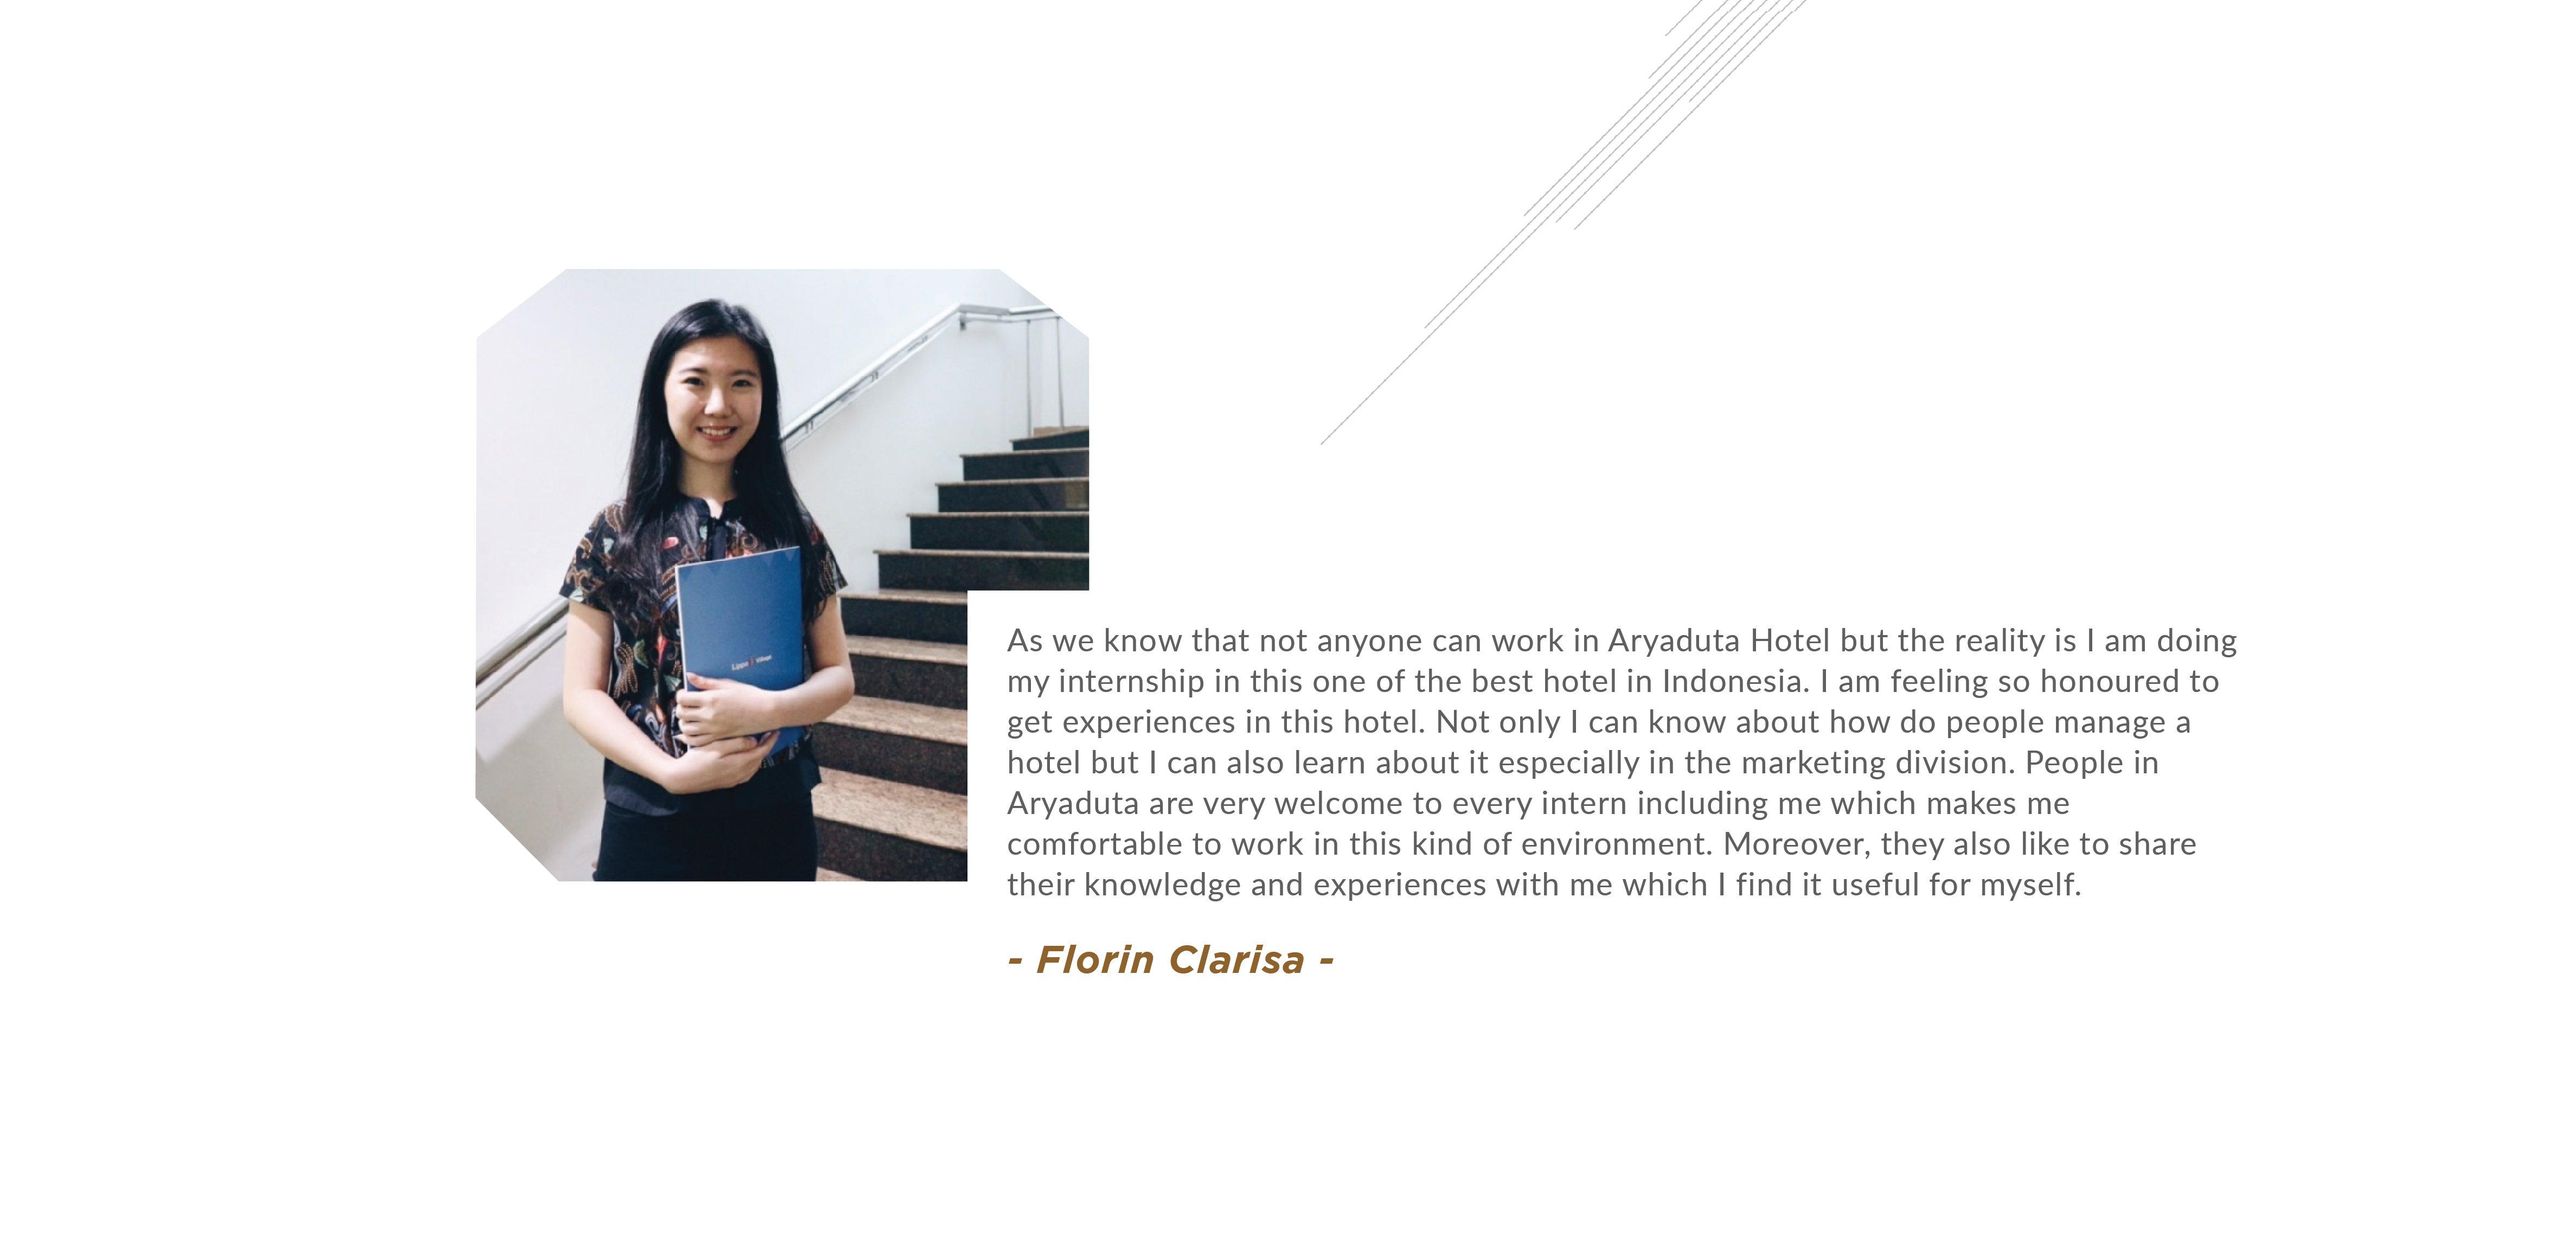 Lippo Village
As we know that not anyone can work in Aryaduta Hotel but the reality is I am doing
my internship in this one of the best hotel in Indonesia. I am feeling so honoured to
get experiences in this hotel. Not only I can know about how do people manage a
hotel but I can also learn about it especially in the marketing division. People in
Aryaduta are very welcome to every intern including me which makes me
comfortable to work in this kind of environment. Moreover, they also like to share
their knowledge and experiences with me which I find it useful for myself.
- Florin Clarisa -